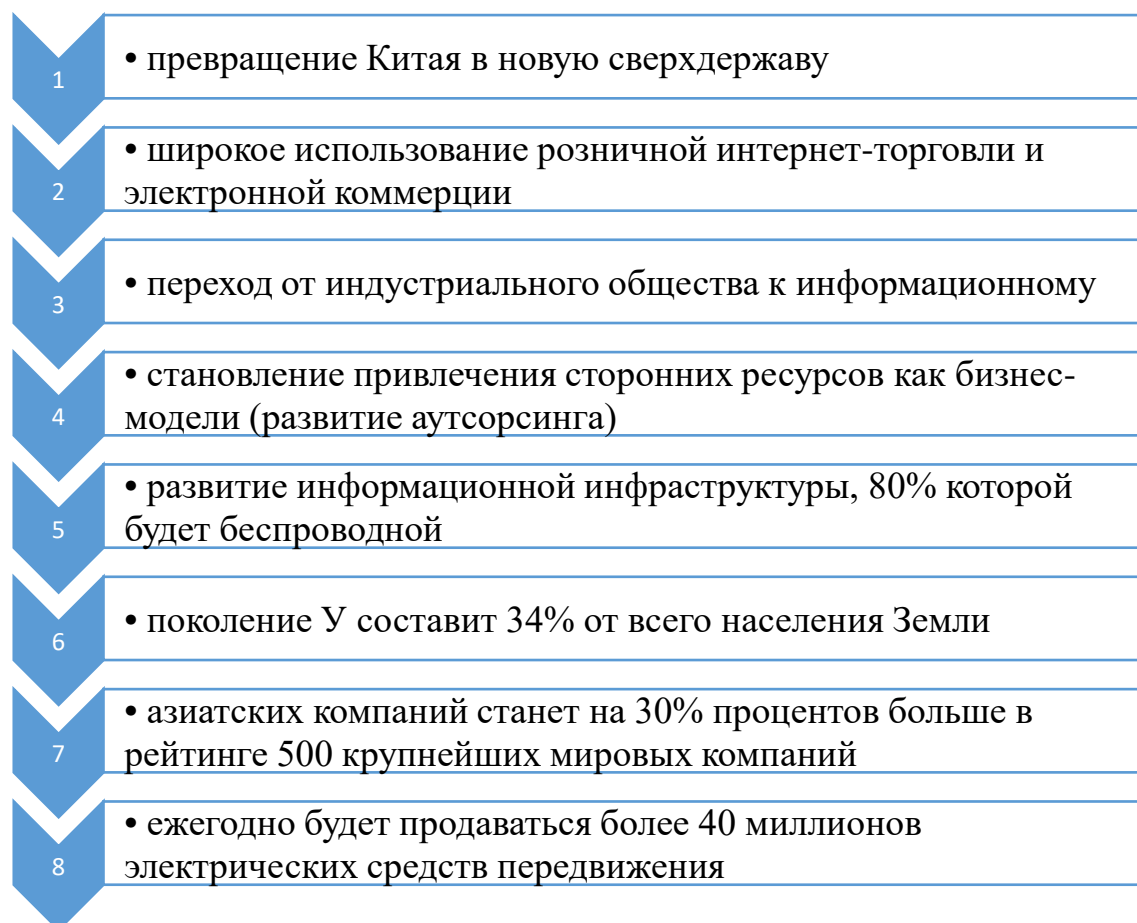 1
• превращение Китая в новую сверхдержаву
2
• широкое использование розничной интернет-торговли и
электронной коммерции
3
• переход от индустриального общества к информационному
4
• становление привлечения сторонних ресурсов как бизнес-
модели (развитие аутсорсинга)
5
• развитие информационной инфраструктуры, 80% которой
будет беспроводной
6
• поколение У составит 34% от всего населения Земли
7
• азиатских компаний станет на 30% процентов больше в
рейтинге 500 крупнейших мировых компаний
8
• ежегодно будет продаваться более 40 миллионов
электрических средств передвижения